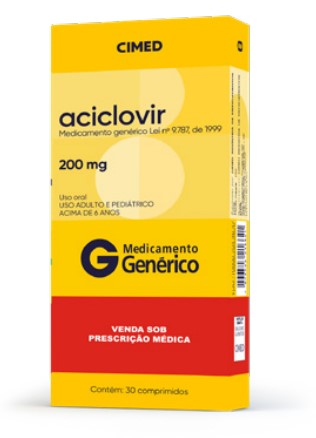 CIMED
aciclovir
Medicamento genérico Lei nº 9.787, de 1999
200 mg
Uso oral
USO ADULTO E PEDIÁTRICO
ACIMA DE 6 ANOS
G Medicamento
Genérico
VENDA SOB
PRESCRIÇÃO MÉDICA
Contém: 30 comprimidos
CIMED